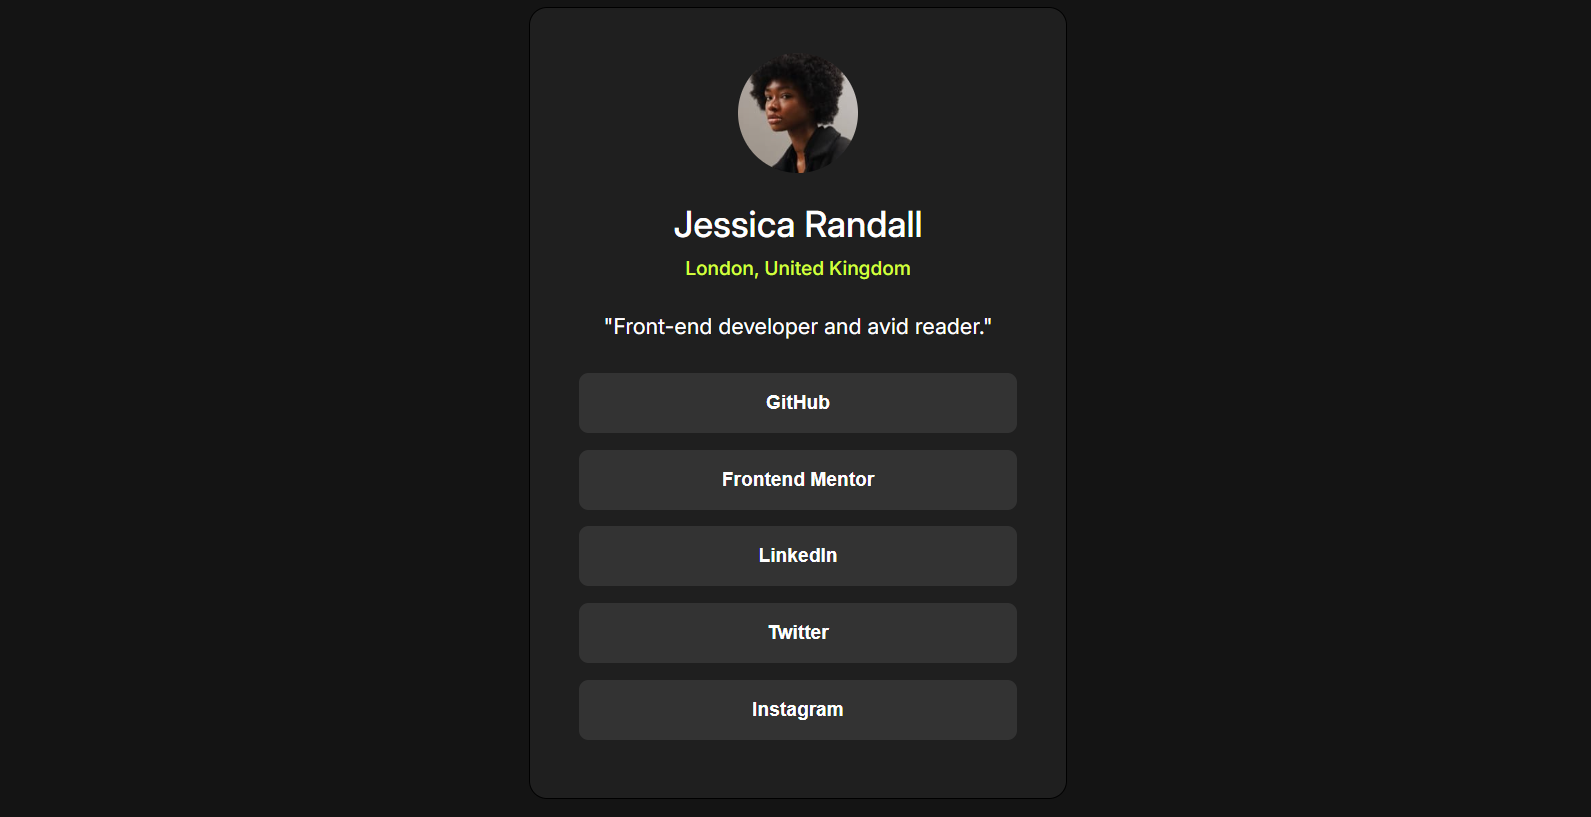 Jessica Randall
London, United Kingdom
"Front-end developer and avid reader."
GitHub
Frontend Mentor
LinkedIn
Twitter
Instagram